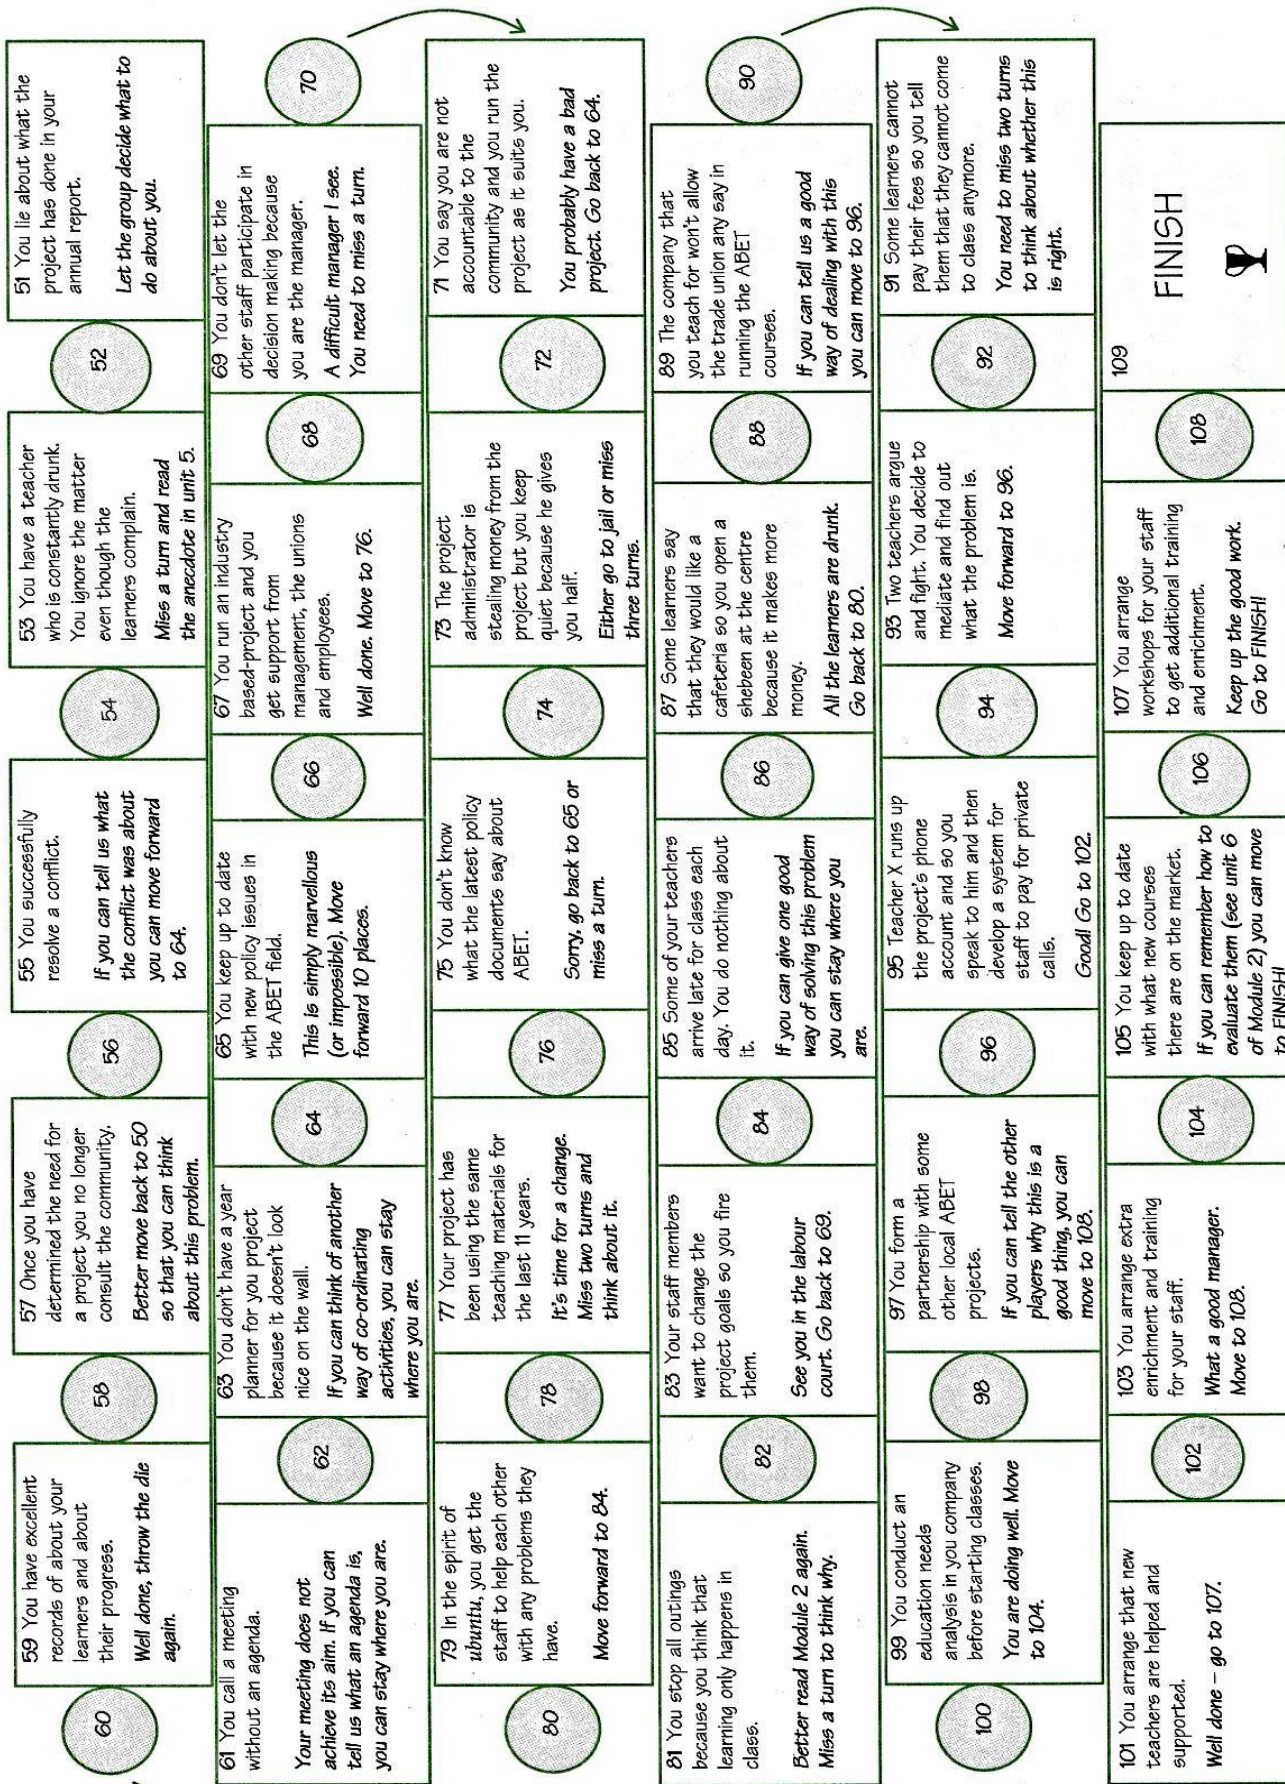 60
59 You have excellent
records of about your
learners and about
their progress.
Well done, throw the die
again.
58
57 Once you have
determined the need for
a project you no longer
consult the community.
Better move back to 50
so that you can think
about this problem.
56
55 You successfully
resolve a conflict.
If you can tell us what
the conflict was about
you can move forward
to 64.
54
53 You have a teacher
who is constantly drunk.
You ignore the matter
even though the
learners complain.
Miss a turn and read
the anecdote in unit 5.
52
51 You lie about what the
project has done in your
annual report.
Let the group decide what to
do about you.
61 You call a meeting
without an agenda.
Your meeting does not
achieve its aim. If you can
tell us what an agenda is,
you can stay where you are.
62
63 You don't have a year
planner for you project
because it doesn't look
nice on the wall.
If you can think of another
way of co-ordinating
activities, you can stay
where you are.
64
65 You keep up to date
with new policy issues in
the ABET field.
This is simply marvellous
(or impossible). Move
forward 10 places.
66
67 You run an industry
based-project and you
get support from
management, the unions
and employees.
Well done. Move to 76.
68
69 You don't let the
other staff participate in
decision making because
you are the manager.
A difficult manager I see.
You need to miss a turn.
70
80
79 In the spirit of
ubuntu, you get the
staff to help each other
with any problems they
have.
Move forward to 84.
78
77 Your project has
been using the same
teaching materials for
the last 11 years.
It's time for a change.
Miss two turns and
think about it.
76
75 You don't know
what the latest policy
documents say about
ABET.
Sorry, go back to 65 or
miss a turn.
74
73 The project
administrator is
stealing money from the
project but you keep
quiet because he gives
you half.
Either go to jail or miss
three turns.
72
71 You say you are not
accountable to the
community and you run the
project as it suits you.
You probably have a bad
project. Go back to 64.
81 You stop all outings
because you think that
learning only happens in
class.
Better read Module 2 again.
Miss a turn to think why.
82
83 Your staff members
want to change the
project goals so you fire
them.
See you in the labour
court. Go back to 69.
84
85 Some of your teachers
arrive late for class each
day. You do nothing about
it.
If you can give one good
way of solving this problem
you can stay where you
are.
86
87 Some learners say
that they would like a
cafeteria so you open a
shebeen at the centre
because it makes more
money.
All the learners are drunk.
Go back to 80.
88
89 The company that
you teach for won't allow
the trade union any say in
running the ABET
courses.
If you can tell us a good
way of dealing with this
you can move to 96.
90
100
99 You conduct an
education needs
analysis in you company
before starting classes.
You are doing well. Move
to 104.
98
97 You form a
partnership with some
other local ABET
projects.
If you can tell the other
players why this is a
good thing, you can
move to 108.
96
95 Teacher X runs up
the project's phone
account and so you
speak to him and then
develop a system for
staff to pay for private
calls.
Good! Go to 102.
94
93 Two teachers argue
and fight. You decide to
mediate and find out
what the problem is.
Move forward to 96.
92
91 Some learners cannot
pay their fees so you tell
them that they cannot come
to class anymore.
You need to miss two turns
to think about whether this
is right.
101 You arrange that new
teachers are helped and
supported.
Well done – go to 107.
102
103 You arrange extra
enrichment and training
for your staff.
What a good manager.
Move to 108.
104
105 You keep up to date
with what new courses
there are on the market.
If you can remember how to
evaluate them (see unit 6
of Module 2) you can move
to FINISH!
106
107 You arrange
workshops for your staff
to get additional training
and enrichment.
Keep up the good work.
Go to FINISH!
108
109
FINISH